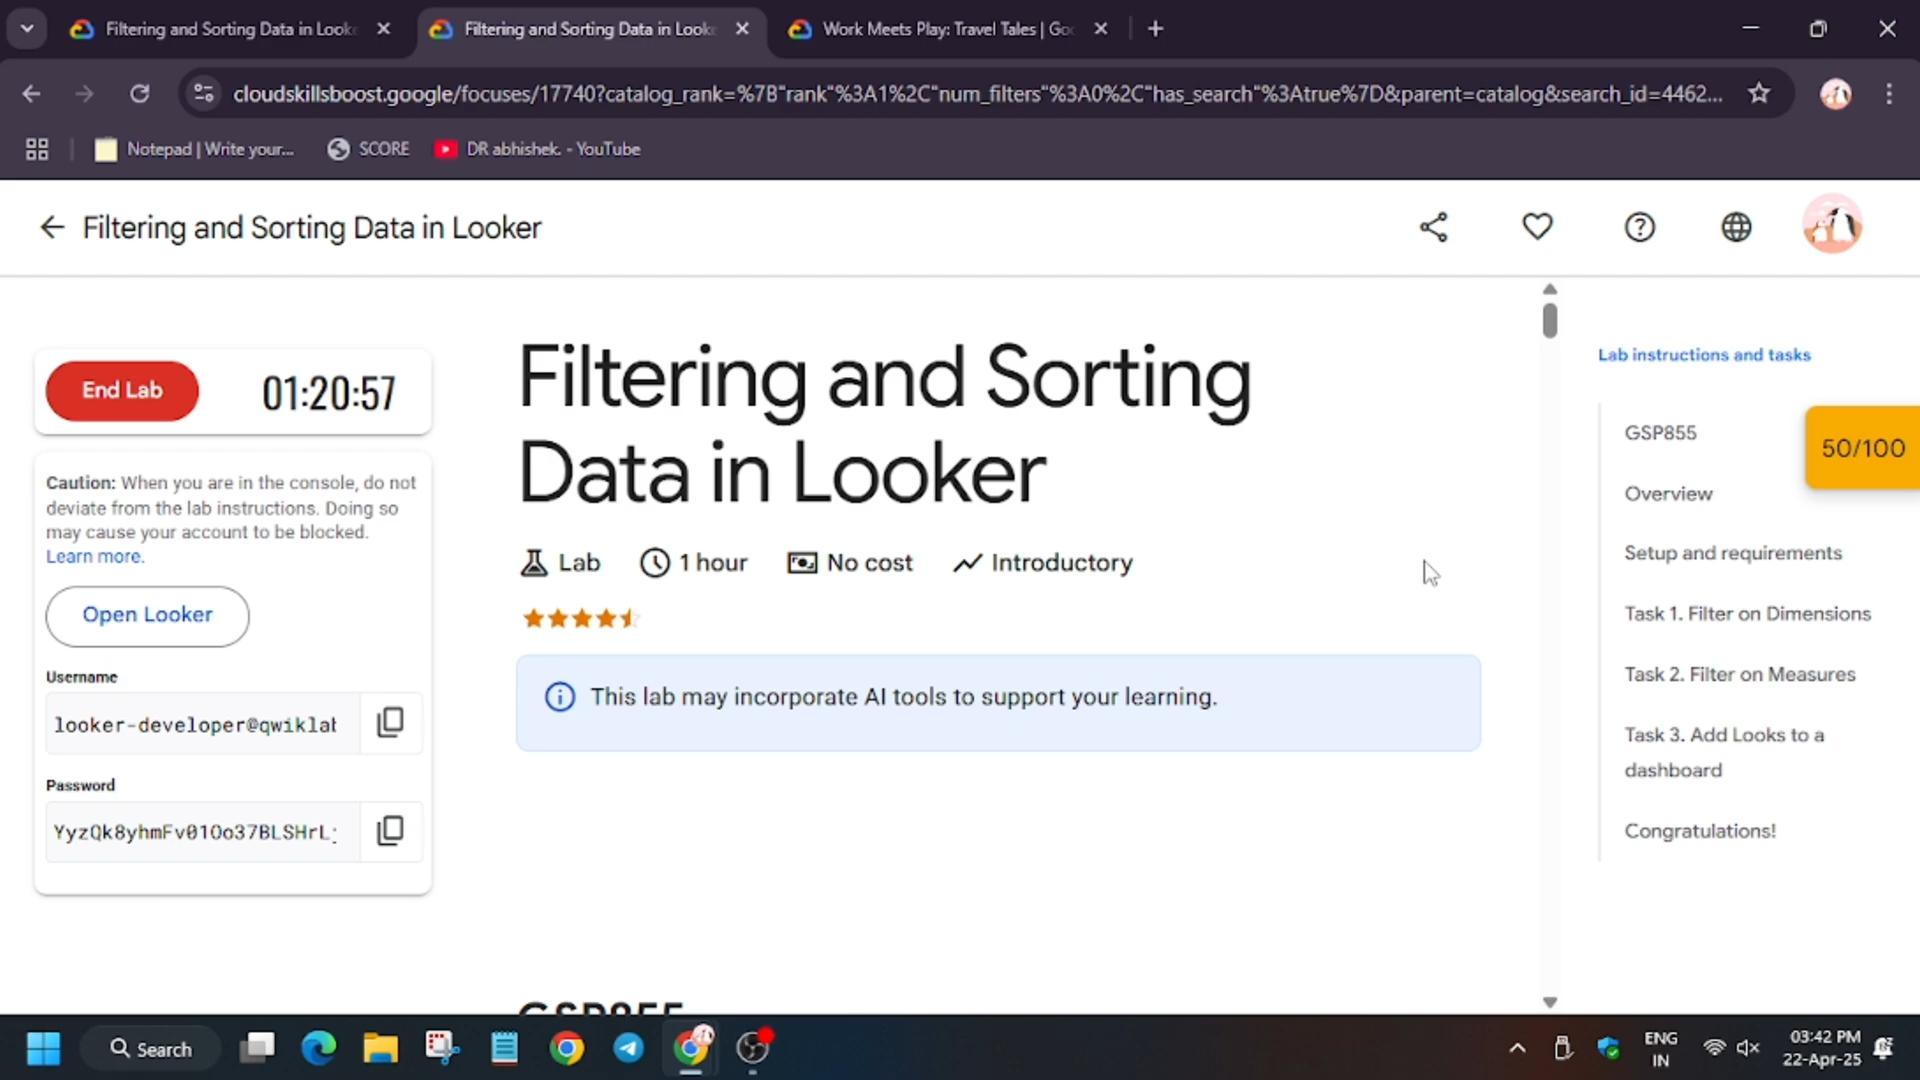 Filtering and Sorting Data in Look
Filtering and Sorting Data in Look
Work Meets Play: Travel Tales | Goo
cloudskillsboost.google/focuses/17740?catalog_rank=%7B"rank"%3A1%2C"num_filters"%3A0%2C"has_search"%3Atrue%7D&parent=catalog&search_id=4462...
Notepad | Write your...
SCORE
DR abhishek. - YouTube
Filtering and Sorting Data in Looker
End Lab
01:20:57
Caution: When you are in the console, do not
deviate from the lab instructions. Doing so
may cause your account to be blocked.
Learn more.
Open Looker
Username
looker-developer@qwiklab
Password
YyzQk8yhmFv01Oo37BLSHrL
Filtering and Sorting
Data in Looker
Lab
1 hour
No cost
Introductory
This lab may incorporate AI tools to support your learning.
GSP855
Lab instructions and tasks
GSP855
50/100
Overview
Setup and requirements
Task 1. Filter on Dimensions
Task 2. Filter on Measures
Task 3. Add Looks to a
dashboard
Congratulations!
Search
ENG
IN
03:42 PM
22-Apr-25